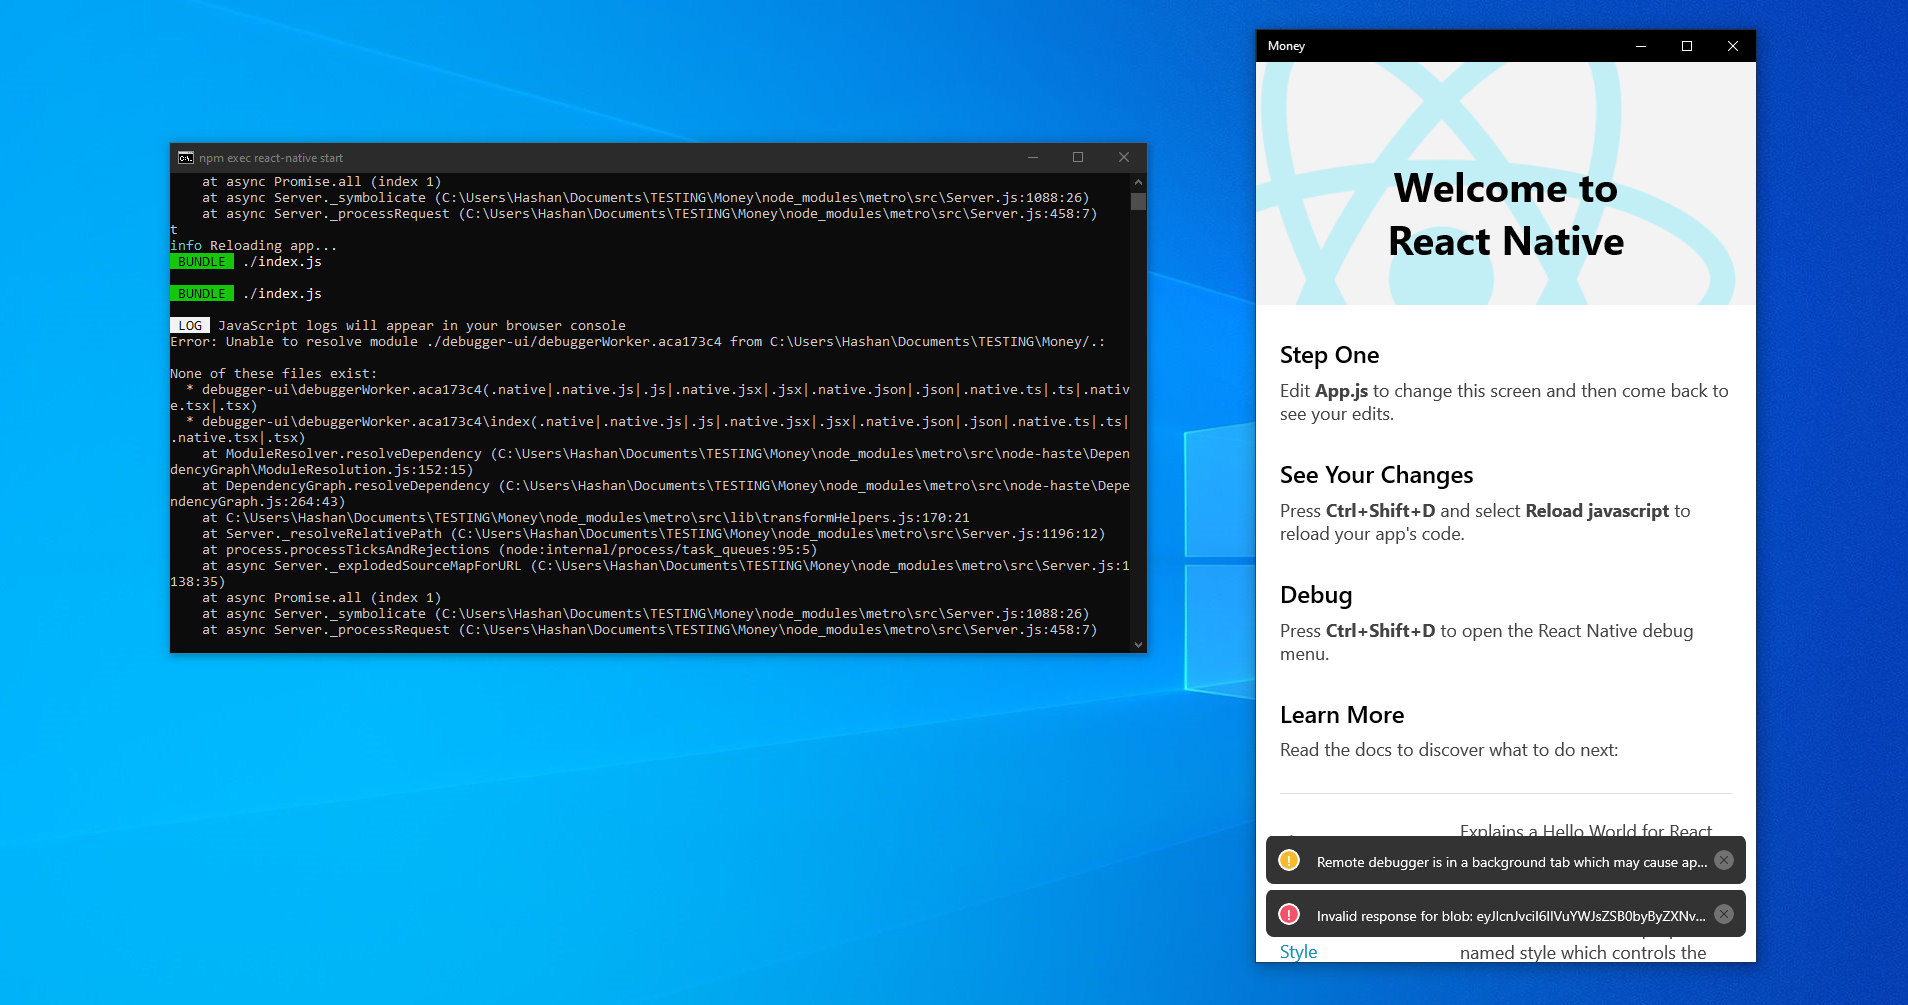 npm exec react-native start
at async Promise.all (index 1)
at async Server._symbolicate (C:\Users\Hashan\Documents\TESTING\Money\node_modules\metro\src\Server.js:1088:26)
at async Server._processRequest (C:\Users\Hashan\Documents\TESTING\Money\node_modules\metro\src\Server.js:458:7)
t
info Reloading app...
BUNDLE ./index.js
BUNDLE ./index.js
LOG JavaScript logs will appear in your browser console
Error: Unable to resolve module ./debugger-ui/debuggerWorker.aca173c4 from C:\Users\Hashan\Documents\TESTING\Money/.:
None of these files exist:
* debugger-ui\debuggerWorker.aca173c4(.native|.native.js|.js|.native.jsx|.jsx|.native.json|.json|.native.ts|.ts|.nativ
e.tsx|.tsx)
* debugger-ui\debuggerWorker.aca173c4\index(.native|.native.js|.js|.native.jsx|.jsx|.native.json|.json|.native.ts|.ts|
.native.tsx|.tsx)
at ModuleResolver.resolveDependency (C:\Users\Hashan\Documents\TESTING\Money\node_modules\metro\src\node-haste\Depen
dencyGraph\ModuleResolution.js:152:15)
at DependencyGraph.resolveDependency (C:\Users\Hashan\Documents\TESTING\Money\node_modules\metro\src\node-haste\Depe
ndencyGraph.js:264:43)
at C:\Users\Hashan\Documents\TESTING\Money\node_modules\metro\src\lib\transformHelpers.js:170:21
at Server._resolveRelativePath (C:\Users\Hashan\Documents\TESTING\Money\node_modules\metro\src\Server.js:1196:12)
at process.processTicksAndRejections (node:internal/process/task_queues:95:5)
at async Server._explodedSourceMapForURL (C:\Users\Hashan\Documents\TESTING\Money\node_modules\metro\src\Server.js:1
138:35)
at async Promise.all (index 1)
at async Server._symbolicate (C:\Users\Hashan\Documents\TESTING\Money\node_modules\metro\src\Server.js:1088:26)
at async Server._processRequest (C:\Users\Hashan\Documents\TESTING\Money\node_modules\metro\src\Server.js:458:7)
Money
Welcome to
React Native
Step One
Edit App.js to change this screen and then come back to
see your edits.
See Your Changes
Press Ctrl+Shift+D and select Reload javascript to
reload your app's code.
Debug
Press Ctrl+Shift+D to open the React Native debug
menu.
Learn More
Read the docs to discover what to do next:
Explains a Hello World for React
Remote debugger is in a background tab which may cause ap...
Invalid response for blob: eyJlcnJvciI6IlVuYWJsZSB0byByZXNv...
Style
named style which controls the